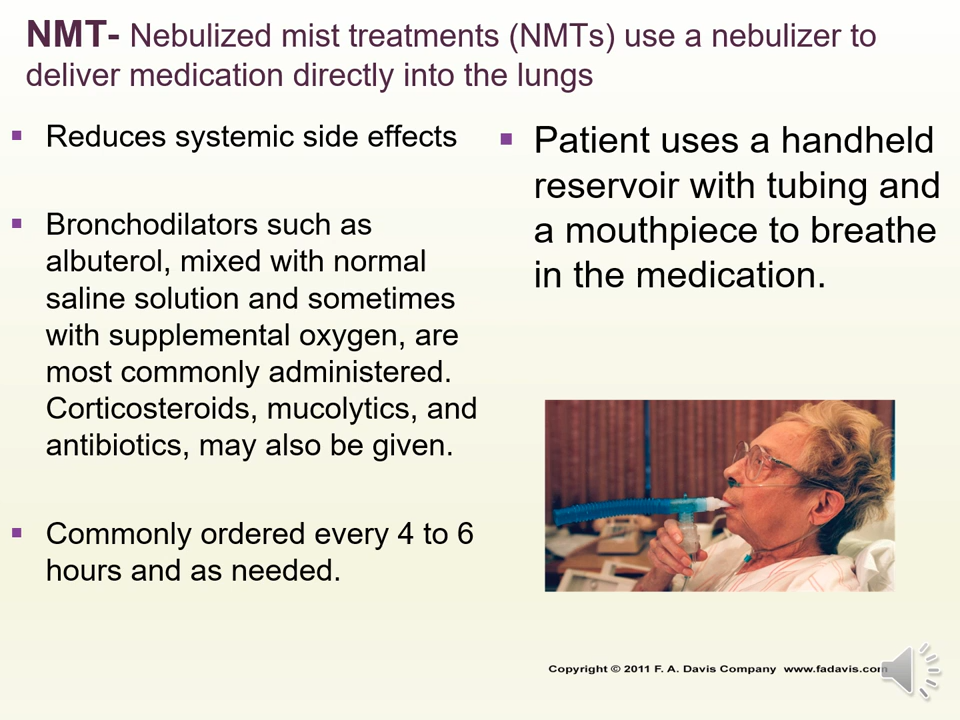 NMT- Nebulized mist treatments (NMTs) use a nebulizer to
deliver medication directly into the lungs
Reduces systemic side effects
Bronchodilators such as
albuterol, mixed with normal
saline solution and sometimes
with supplemental oxygen, are
most commonly administered.
Corticosteroids, mucolytics, and
antibiotics, may also be given.
Commonly ordered every 4 to 6
hours and as needed.
Patient uses a handheld
reservoir with tubing and
a mouthpiece to breathe
in the medication.
Copyright © 2011 F. A. Davis Company www.fadavis.com